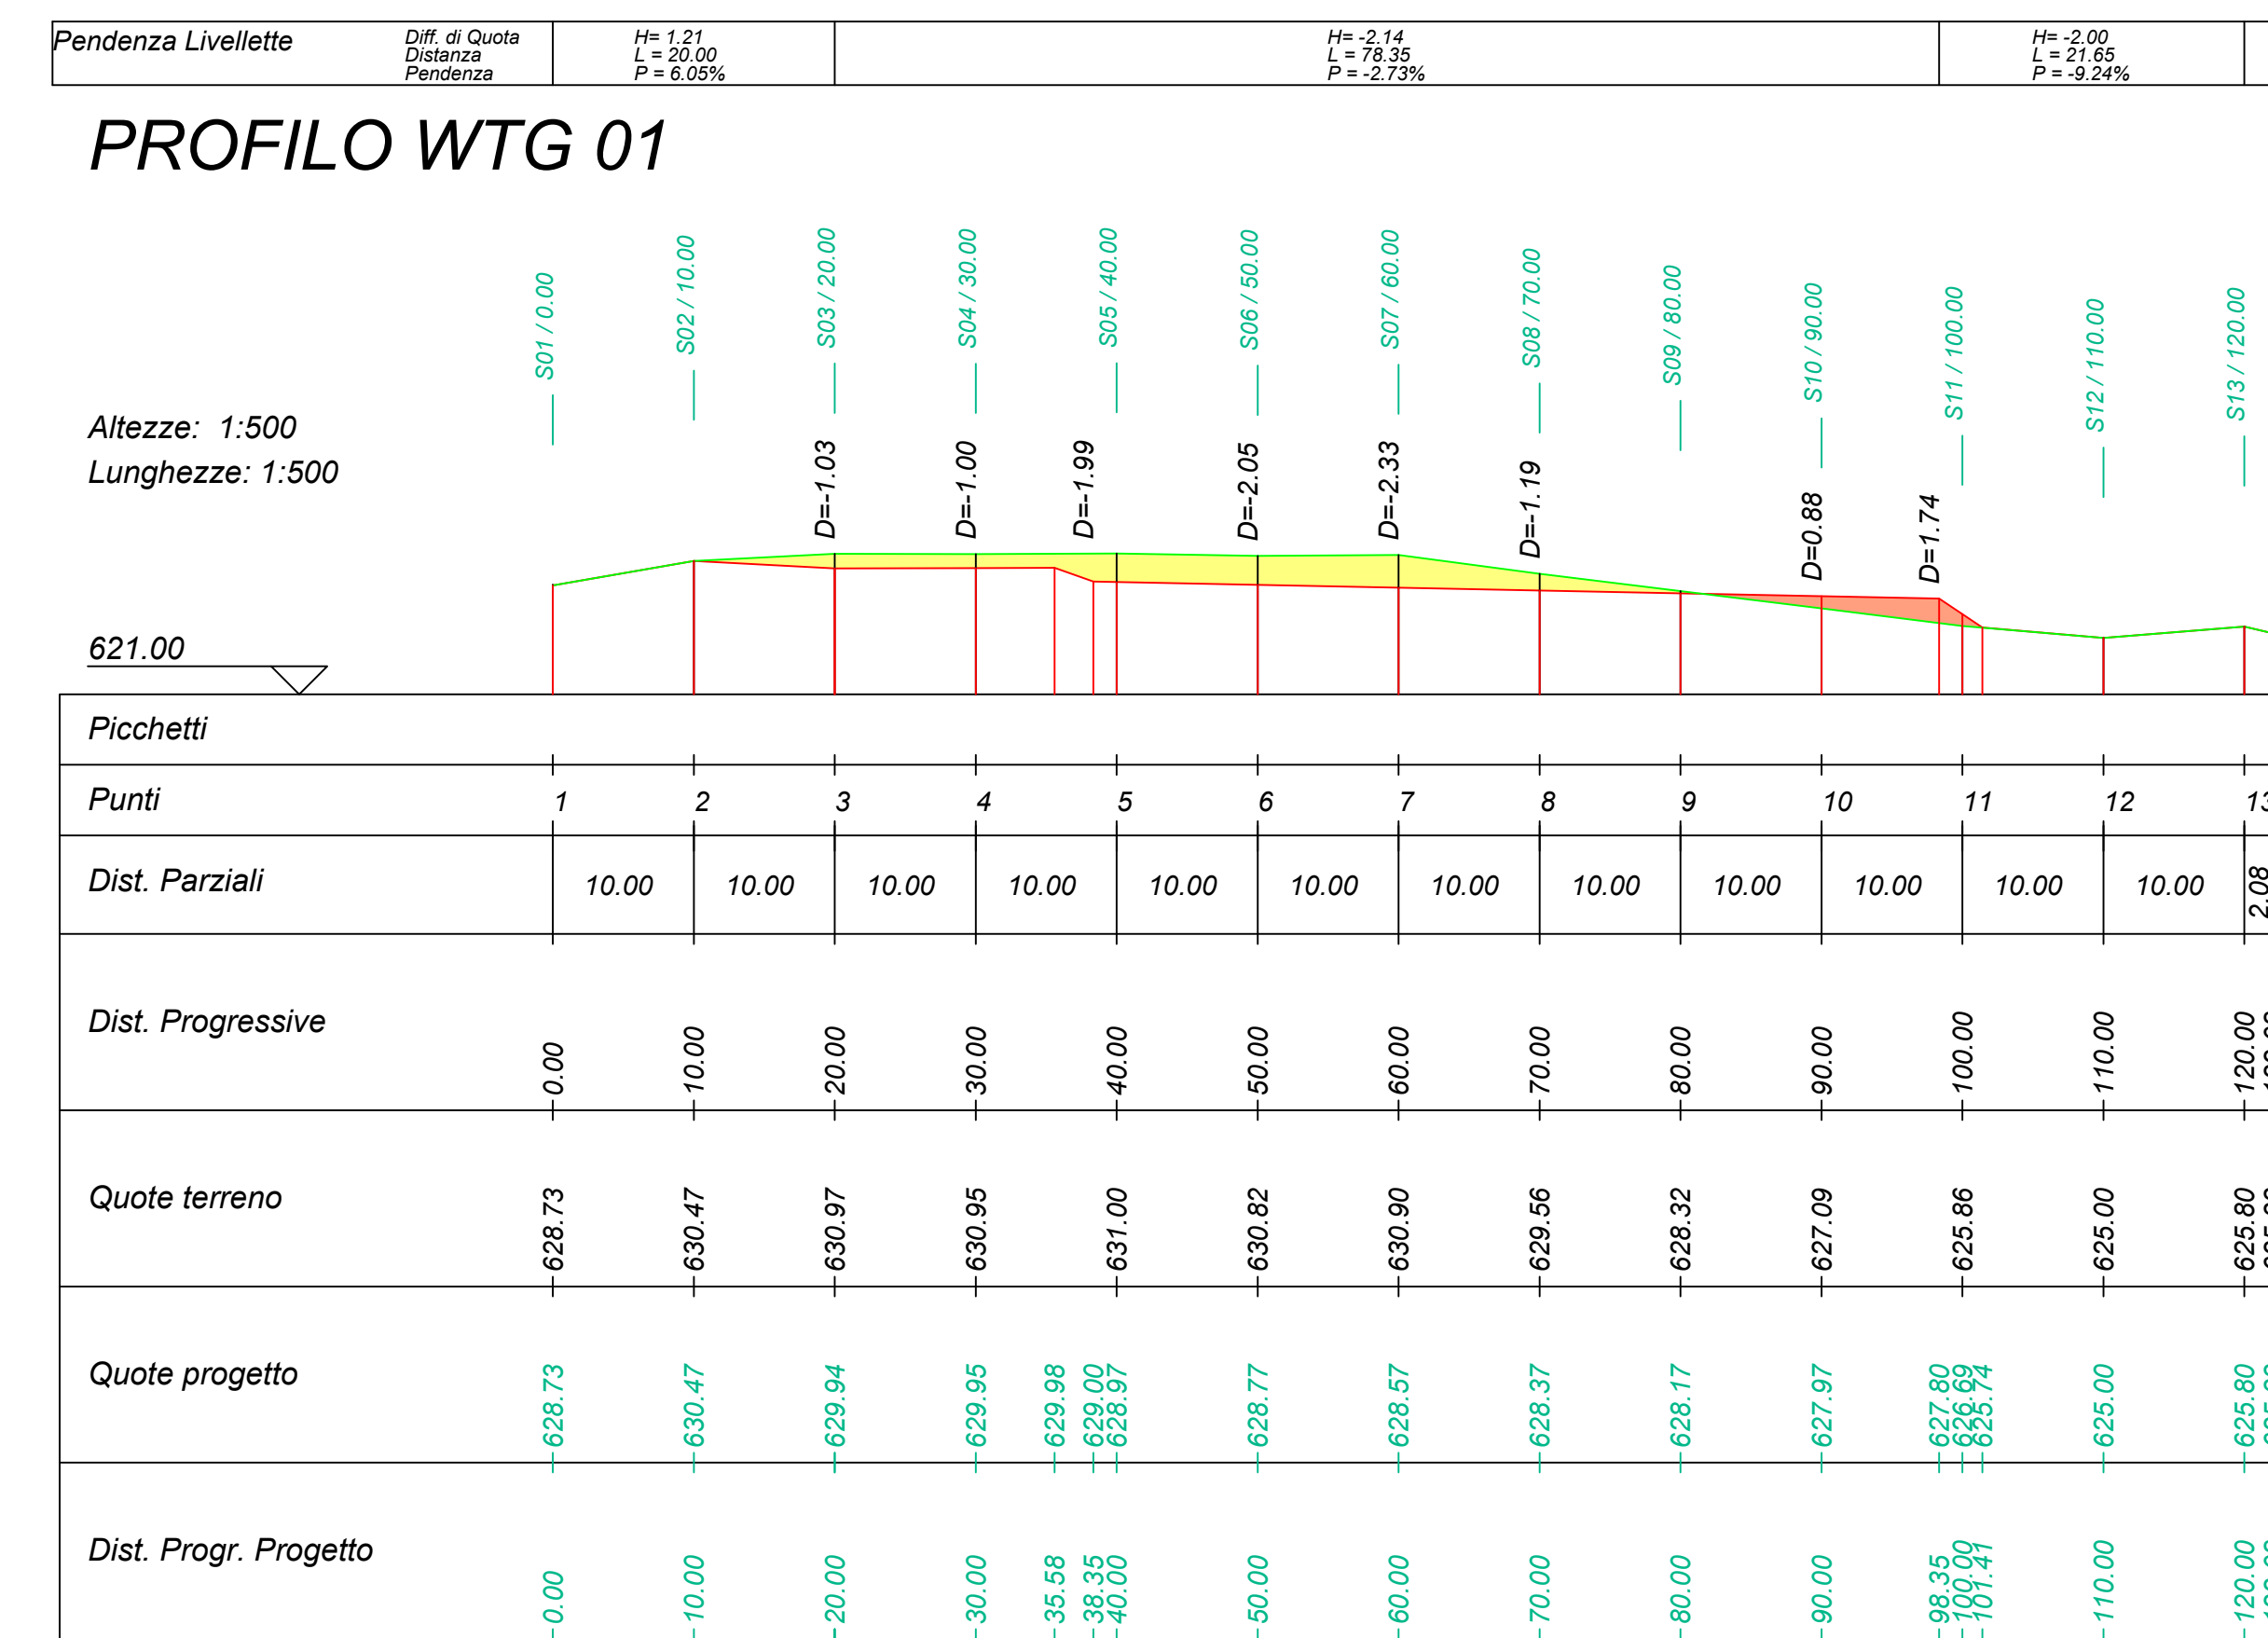 Pendenza Livellette
Diff. di Quota
Distanza
Pendenza
H= 1.21
L = 20.00
P = 6.05%
H= -2.14
L = 78.35
P = -2.73%
H= -2.00
L = 21.65
P = -9.24%
PROFILO WTG 01
S01 / 0.00
S02 / 10.00
S03 / 20.00
S04 / 30.00
S05 / 40.00
S06 / 50.00
S07 / 60.00
S08 / 70.00
S09 / 80.00
S10 / 90.00
S11 / 100.00
S12 / 110.00
S13 / 120.00
Altezze: 1:500
Lunghezze: 1:500
D=-1.03
D=-1.00
D=-1.99
D=-2.05
D=-2.33
D=-1.19
D=0.88
D=1.74
621.00
Picchetti
Punti
1 2 3 4 5 6 7 8 9 10 11 12 13
Dist. Parziali
10.00 10.00 10.00 10.00 10.00 10.00 10.00 10.00 10.00 10.00 10.00 10.00 2.08
Dist. Progressive
0.00 10.00 20.00 30.00 40.00 50.00 60.00 70.00 80.00 90.00 100.00 110.00 120.00
Quote terreno
628.73 630.47 630.97 630.95 631.00 630.82 630.90 629.56 628.32 627.09 625.86 625.00 625.80
Quote progetto
628.73 630.47 629.94 629.95 629.98 629.00 628.97 628.77 628.57 628.37 628.17 627.97 627.80 626.69 625.74 625.00 625.80
Dist. Progr. Progetto
0.00 10.00 20.00 30.00 35.58 38.35 40.00 50.00 60.00 70.00 80.00 90.00 98.35 100.00 101.41 110.00 120.00